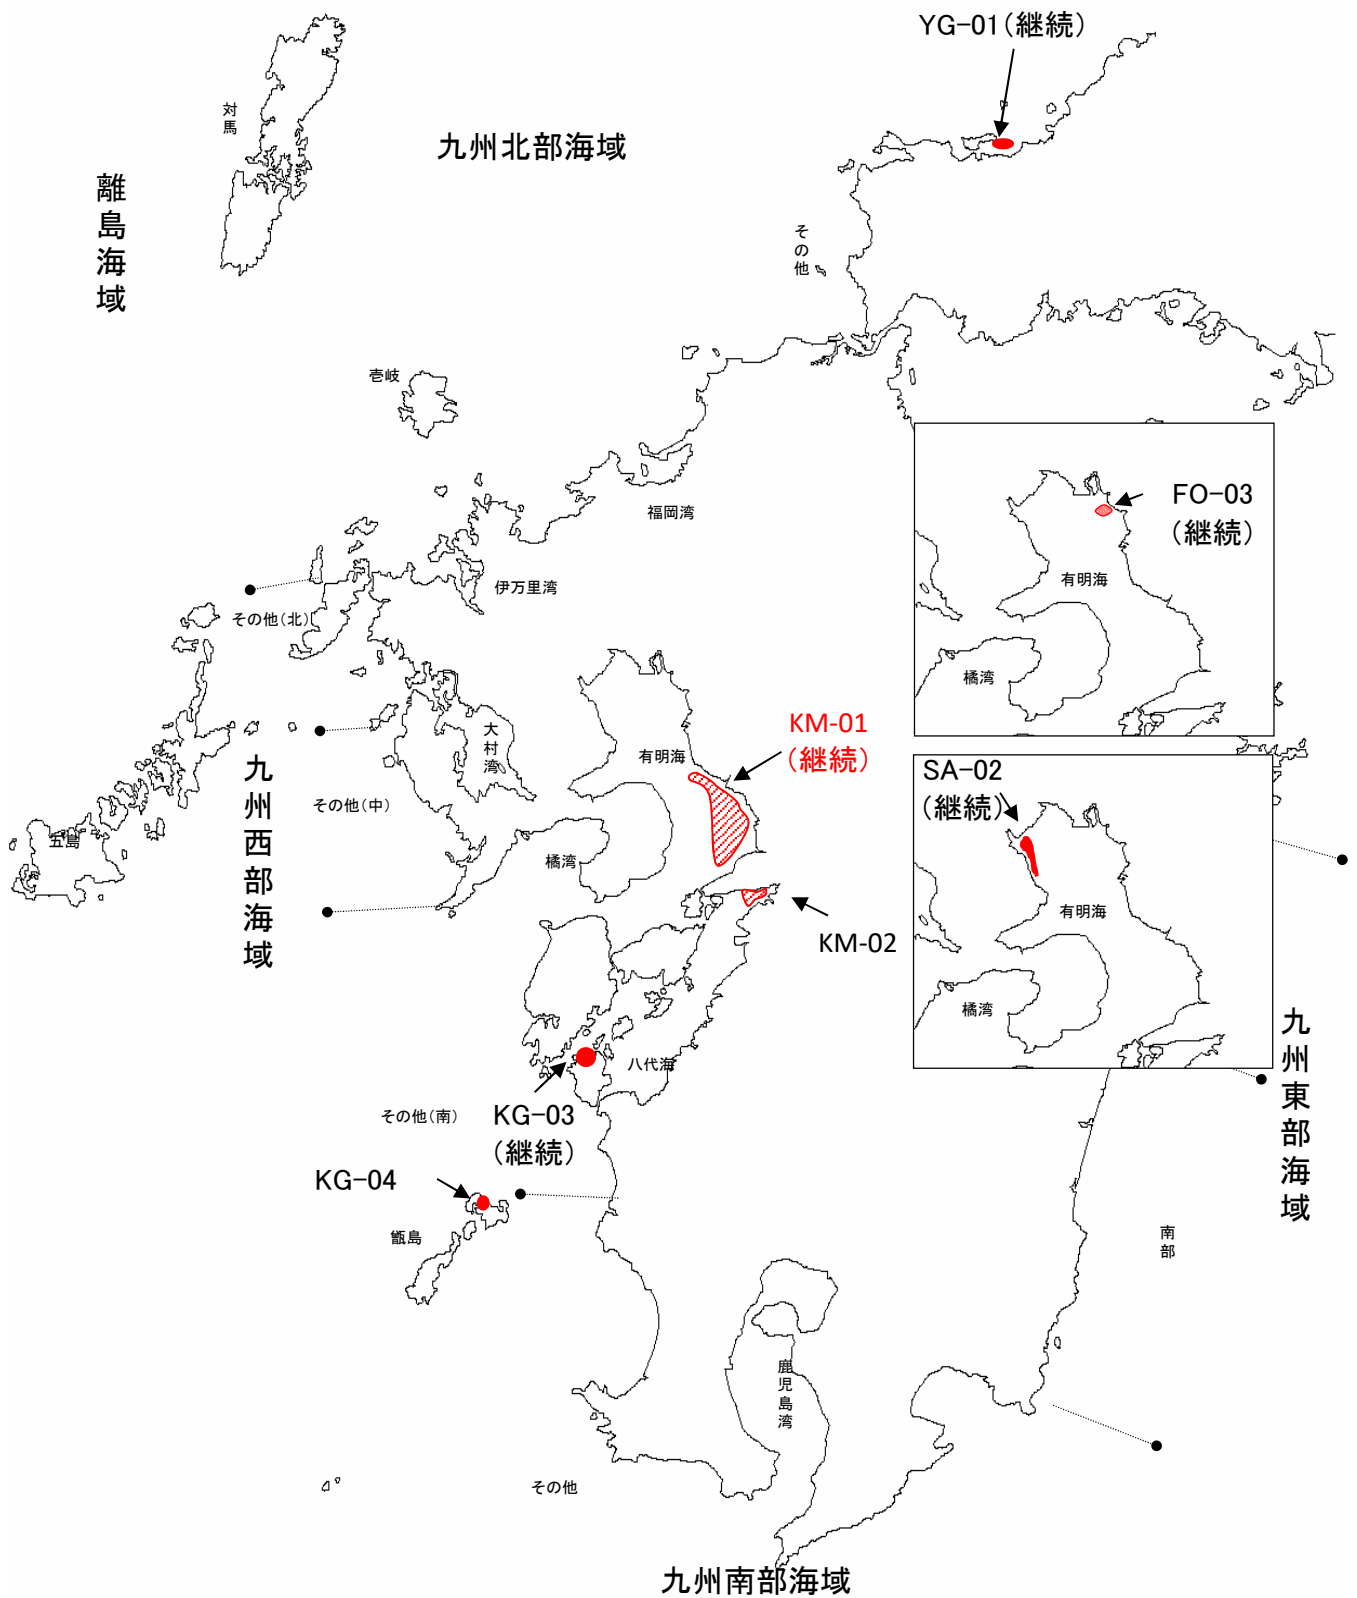 YG-01(継続)
対馬
九州北部海域
離島海域
その他
壱岐
福岡湾
伊万里湾
その他(北)
FO-03
(継続)
有明海
橘湾
大村湾
有明海
KM-01
(継続)
九州西部海域
その他(中)
五島
橘湾
SA-02
(継続)
有明海
橘湾
KM-02
九州東部海域
八代海
その他(南)
KG-03
(継続)
KG-04
甑島
南部
鹿児島湾
その他
九州南部海域